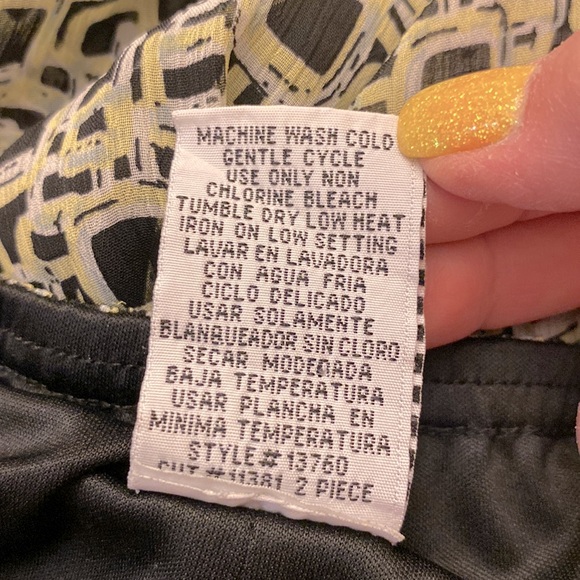 MACHINE WASH COLD
GENTLE CYCLE
USE ONLY NON
CHLORINE BLEACH
TUMBLE DRY LOW HEAT
IRON ON LOW SETTING
LAVAR EN LAVADORA
CON AGUA FRIA
CICLO DELICADO
USAR SOLAMENTE
BLANQUEADOR SIN CLORO
SECAR MODERADA
BAJA TEMPERATURA
USAR PLANCHA EN
MINIMA TEMPERATURA
STYLE# 13760
CUT #11381 2 PIECE